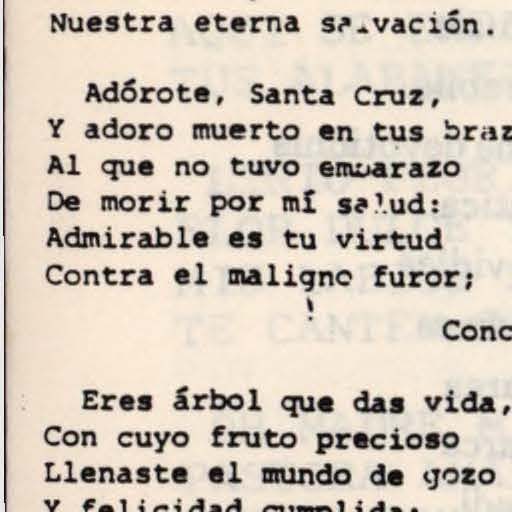 Nuestra eterna salvación.
Adórote, Santa Cruz,
Y adoro muerto en tus braz
Al que no tuvo embarazo
De morir por mí salud:
Admirable es tu virtud
Contra el maligno furor;
Conc
Eres árbol que das vida,
Con cuyo fruto precioso
Llenaste el mundo de gozo
Y felicidad cumplida: